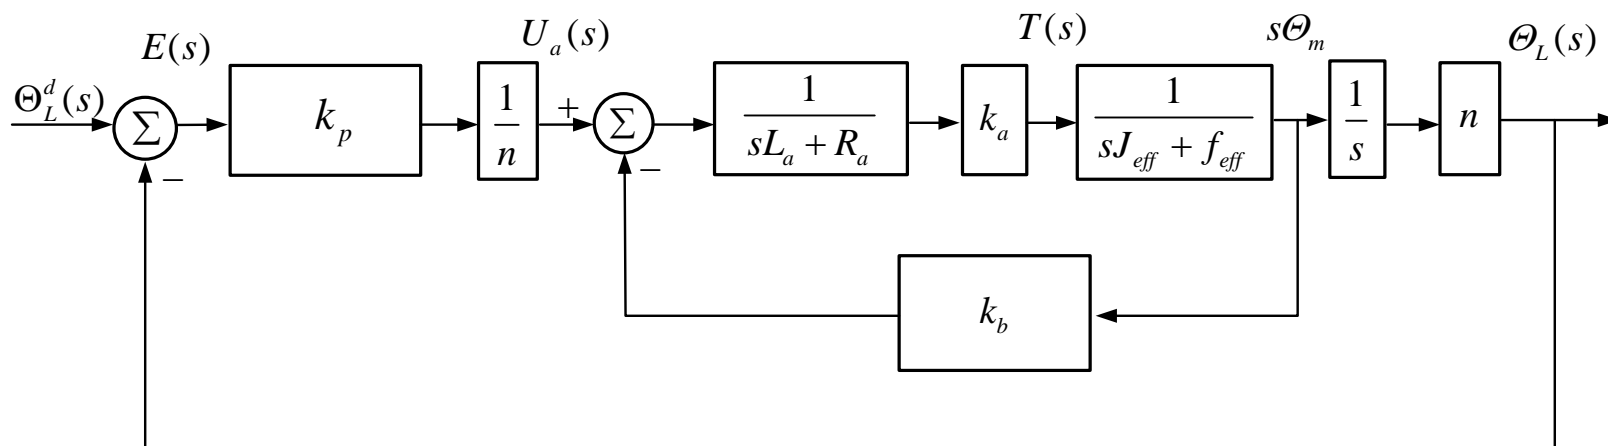 E(s)
U_a(s)
T(s)
sΘ_m
Θ_L(s)
Θ_L^d(s)
Σ
−
k_p
1/n
+
Σ
−
1/(sL_a + R_a)
k_a
1/(sJ_eff + f_eff)
1/s
n
k_b